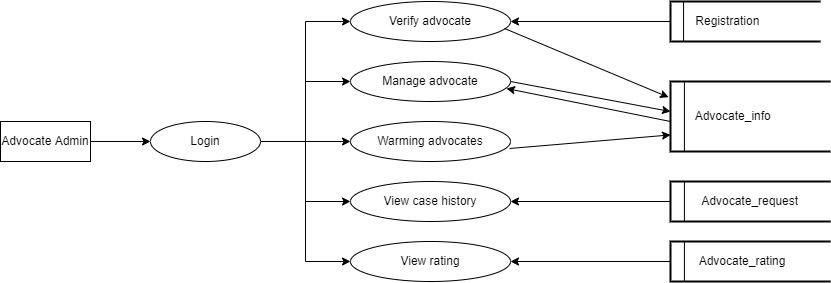 Verify advocate
Registration
Manage advocate
Advocate_info
Advocate Admin
Login
Warming advocates
View case history
Advocate_request
View rating
Advocate_rating